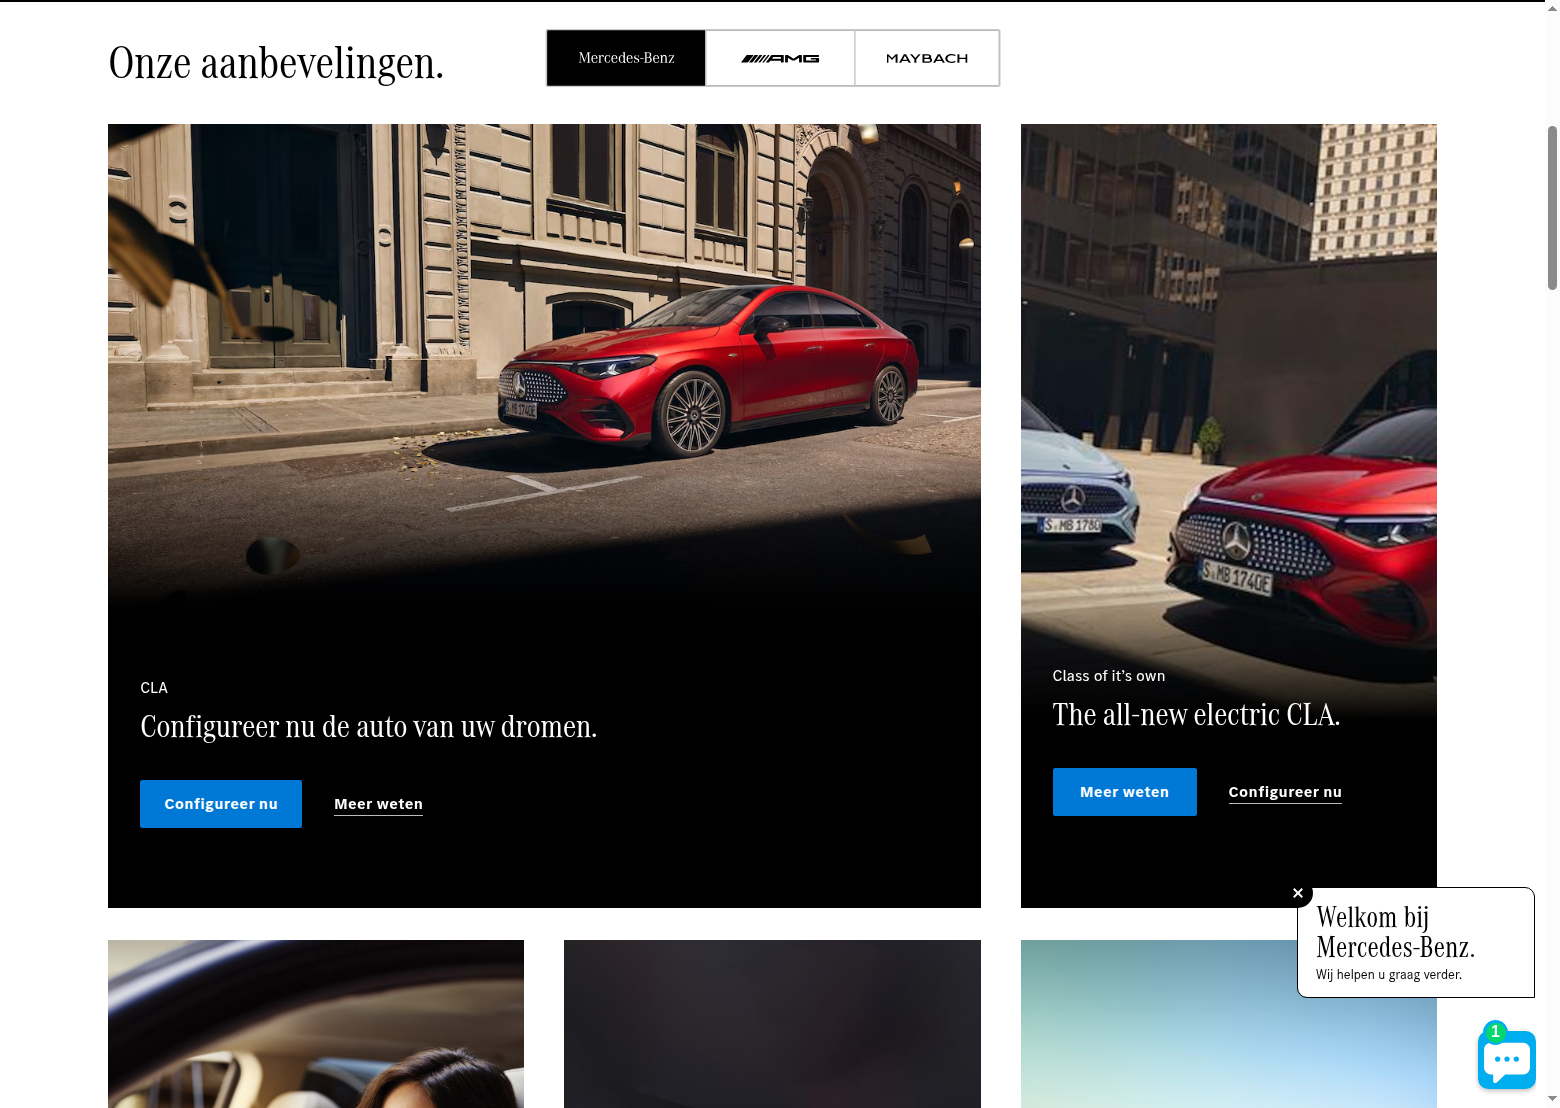 Onze aanbevelingen.
Mercedes-Benz
AMG
MAYBACH
S MB 1740E
S MB 1780
S MB 1740E
CLA
Configureer nu de auto van uw dromen.
Configureer nu
Meer weten
Class of it’s own
The all-new electric CLA.
Meer weten
Configureer nu
Welkom bij
Mercedes-Benz.
Wij helpen u graag verder.
1